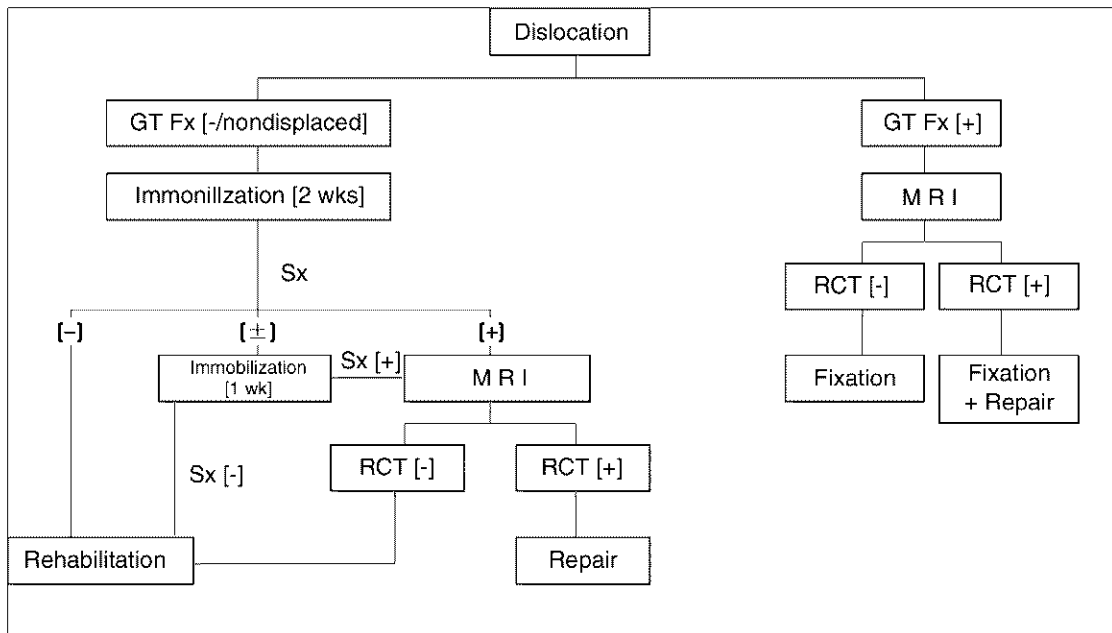 Dislocation
GT Fx [-/nondisplaced]
GT Fx [+]
Immonillzation [2 wks]
M R I
Sx
RCT [-]
RCT [+]
[-]
[±]
[+]
Immobilization
[1 wk]
Sx [+]
M R I
Fixation
Fixation
+ Repair
Sx [-]
RCT [-]
RCT [+]
Rehabilitation
Repair